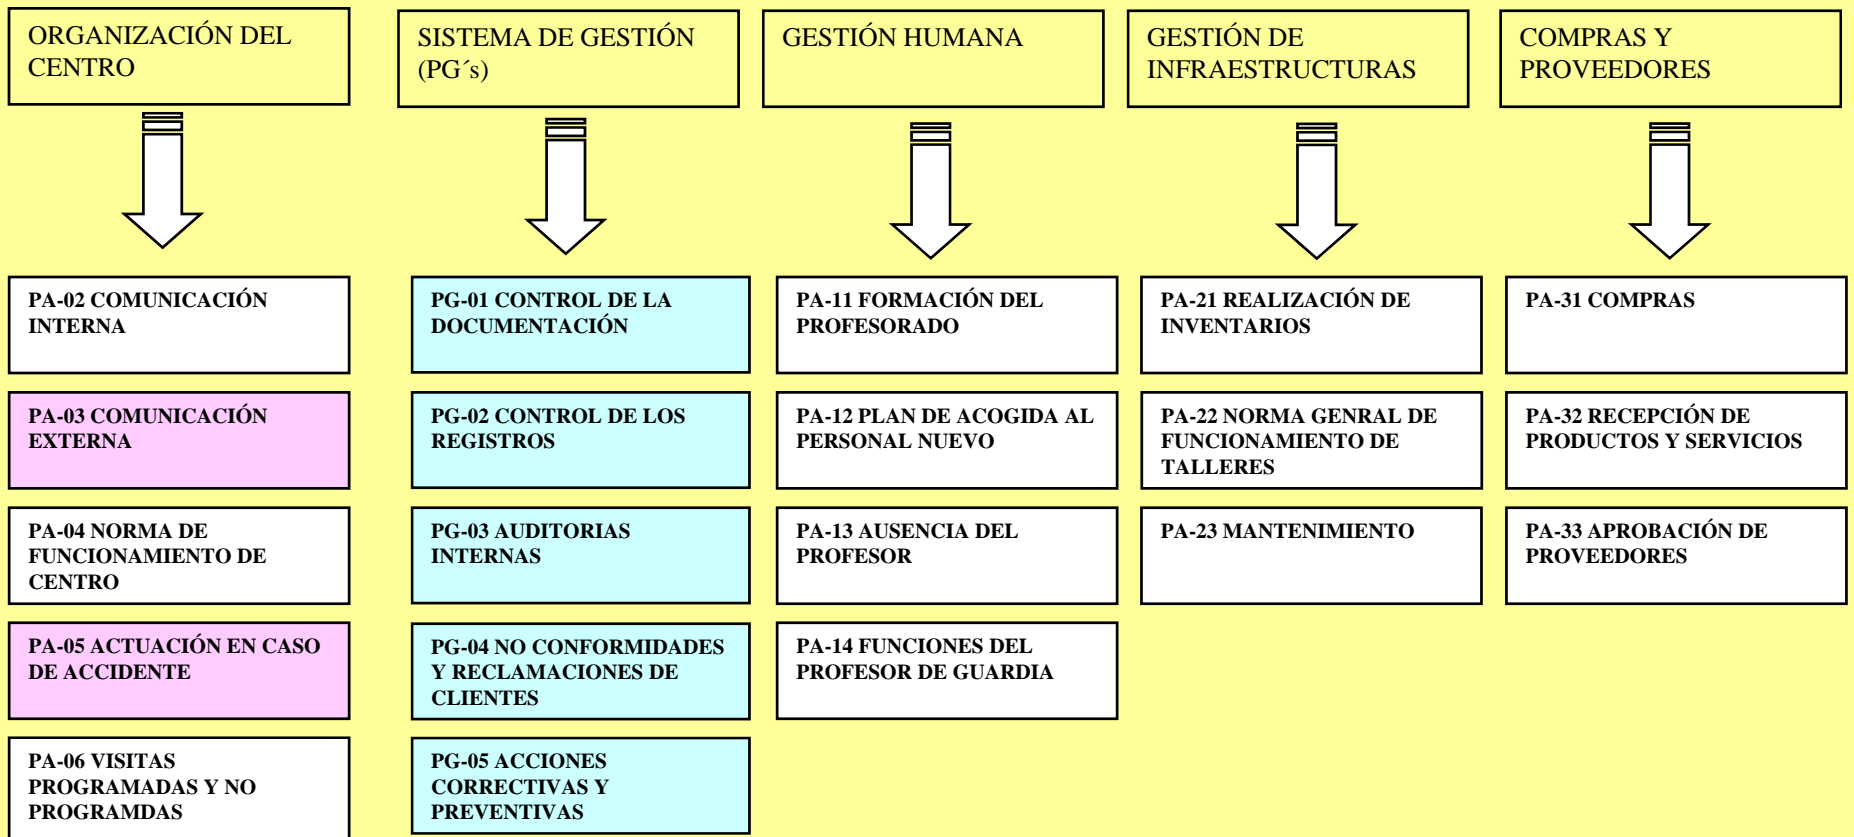 ORGANIZACIÓN DEL
CENTRO
SISTEMA DE GESTIÓN
(PG´s)
GESTIÓN HUMANA
GESTIÓN DE
INFRAESTRUCTURAS
COMPRAS Y
PROVEEDORES
PA-02 COMUNICACIÓN
INTERNA
PA-03 COMUNICACIÓN
EXTERNA
PA-04 NORMA DE
FUNCIONAMIENTO DE
CENTRO
PA-05 ACTUACIÓN EN CASO
DE ACCIDENTE
PA-06 VISITAS
PROGRAMADAS Y NO
PROGRAMDAS
PG-01 CONTROL DE LA
DOCUMENTACIÓN
PG-02 CONTROL DE LOS
REGISTROS
PG-03 AUDITORIAS
INTERNAS
PG-04 NO CONFORMIDADES
Y RECLAMACIONES DE
CLIENTES
PG-05 ACCIONES
CORRECTIVAS Y
PREVENTIVAS
PA-11 FORMACIÓN DEL
PROFESORADO
PA-12 PLAN DE ACOGIDA AL
PERSONAL NUEVO
PA-13 AUSENCIA DEL
PROFESOR
PA-14 FUNCIONES DEL
PROFESOR DE GUARDIA
PA-21 REALIZACIÓN DE
INVENTARIOS
PA-22 NORMA GENRAL DE
FUNCIONAMIENTO DE
TALLERES
PA-23 MANTENIMIENTO
PA-31 COMPRAS
PA-32 RECEPCIÓN DE
PRODUCTOS Y SERVICIOS
PA-33 APROBACIÓN DE
PROVEEDORES